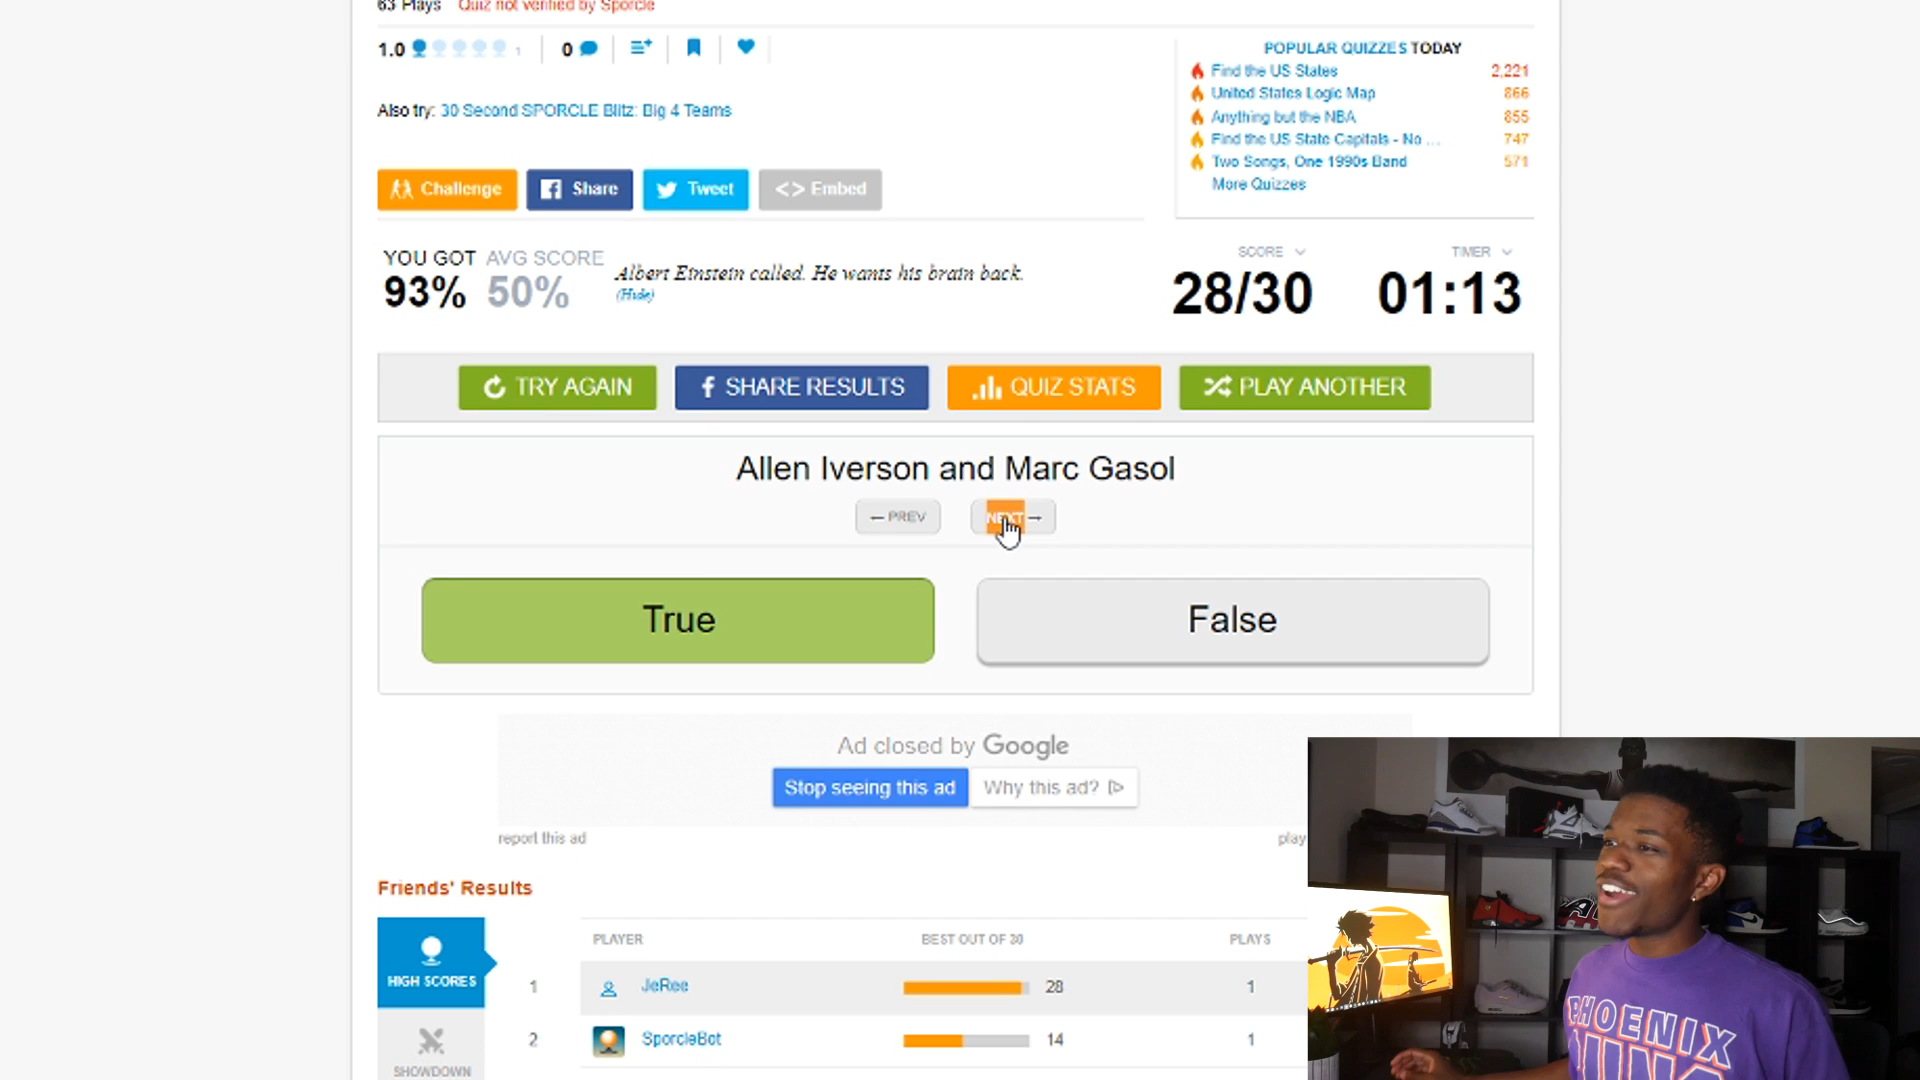 63 Plays Quiz not verified by Sporcle
1.0 1 0
POPULAR QUIZZES TODAY
Find the US States 2,221
United States Logic Map 866
Anything but the NBA 855
Find the US State Capitals - No ... 747
Two Songs, One 1990s Band 571
More Quizzes
Also try: 30 Second SPORCLE Blitz: Big 4 Teams
Challenge Share Tweet <> Embed
YOU GOT AVG SCORE
93% 50%
Albert Einstein called. He wants his brain back.
(Hide)
SCORE TIMER
28/30 01:13
TRY AGAIN SHARE RESULTS QUIZ STATS PLAY ANOTHER
Allen Iverson and Marc Gasol
← PREV NEXT →
True False
Ad closed by Google
Stop seeing this ad Why this ad?
report this ad play
Friends' Results
HIGH SCORES
SHOWDOWN
PLAYER BEST OUT OF 30 PLAYS
1 JeRee 28 1
2 SporcleBot 14 1
PHOENIX